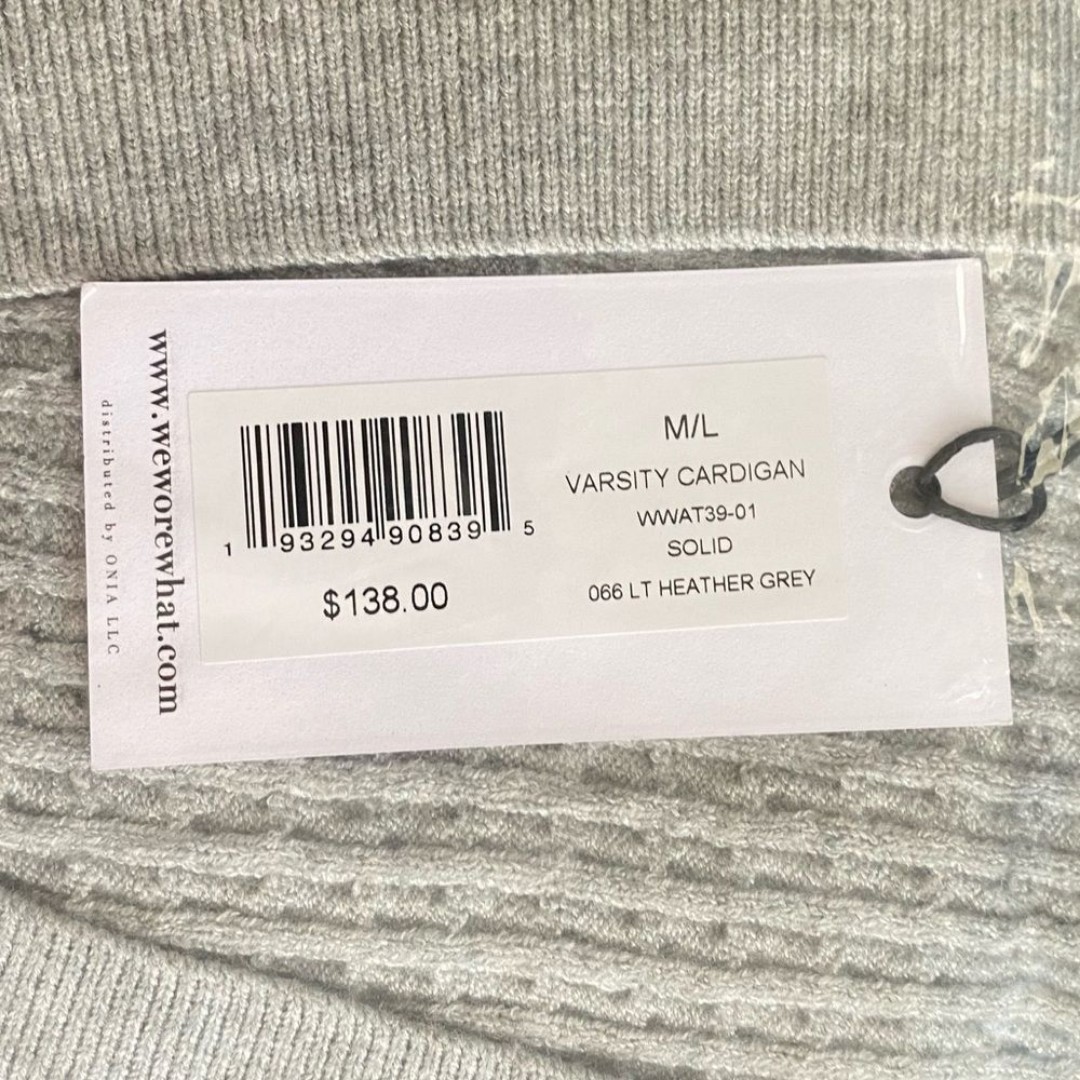 www.weworewhat.com
distributed by ONIA LLC
1 93294 90839 5
$138.00
M/L
VARSITY CARDIGAN
WWAT39-01
SOLID
066 LT HEATHER GREY